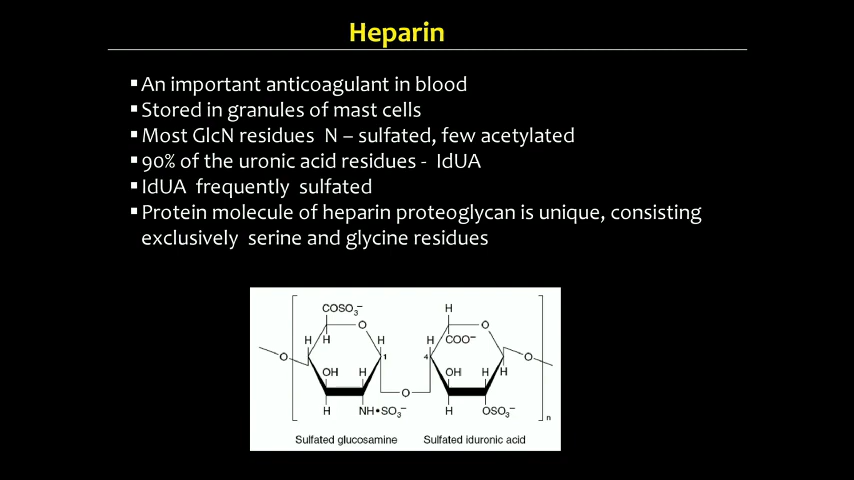 Heparin
▪An important anticoagulant in blood
▪Stored in granules of mast cells
▪Most GlcN residues N – sulfated, few acetylated
▪90% of the uronic acid residues - IdUA
▪IdUA frequently sulfated
▪Protein molecule of heparin proteoglycan is unique, consisting
exclusively serine and glycine residues
COSO3– H
O O
H H H H COO–
O 1 4 O
OH H OH H H
O
H NH•SO3– H OSO3–
n
Sulfated glucosamine Sulfated iduronic acid